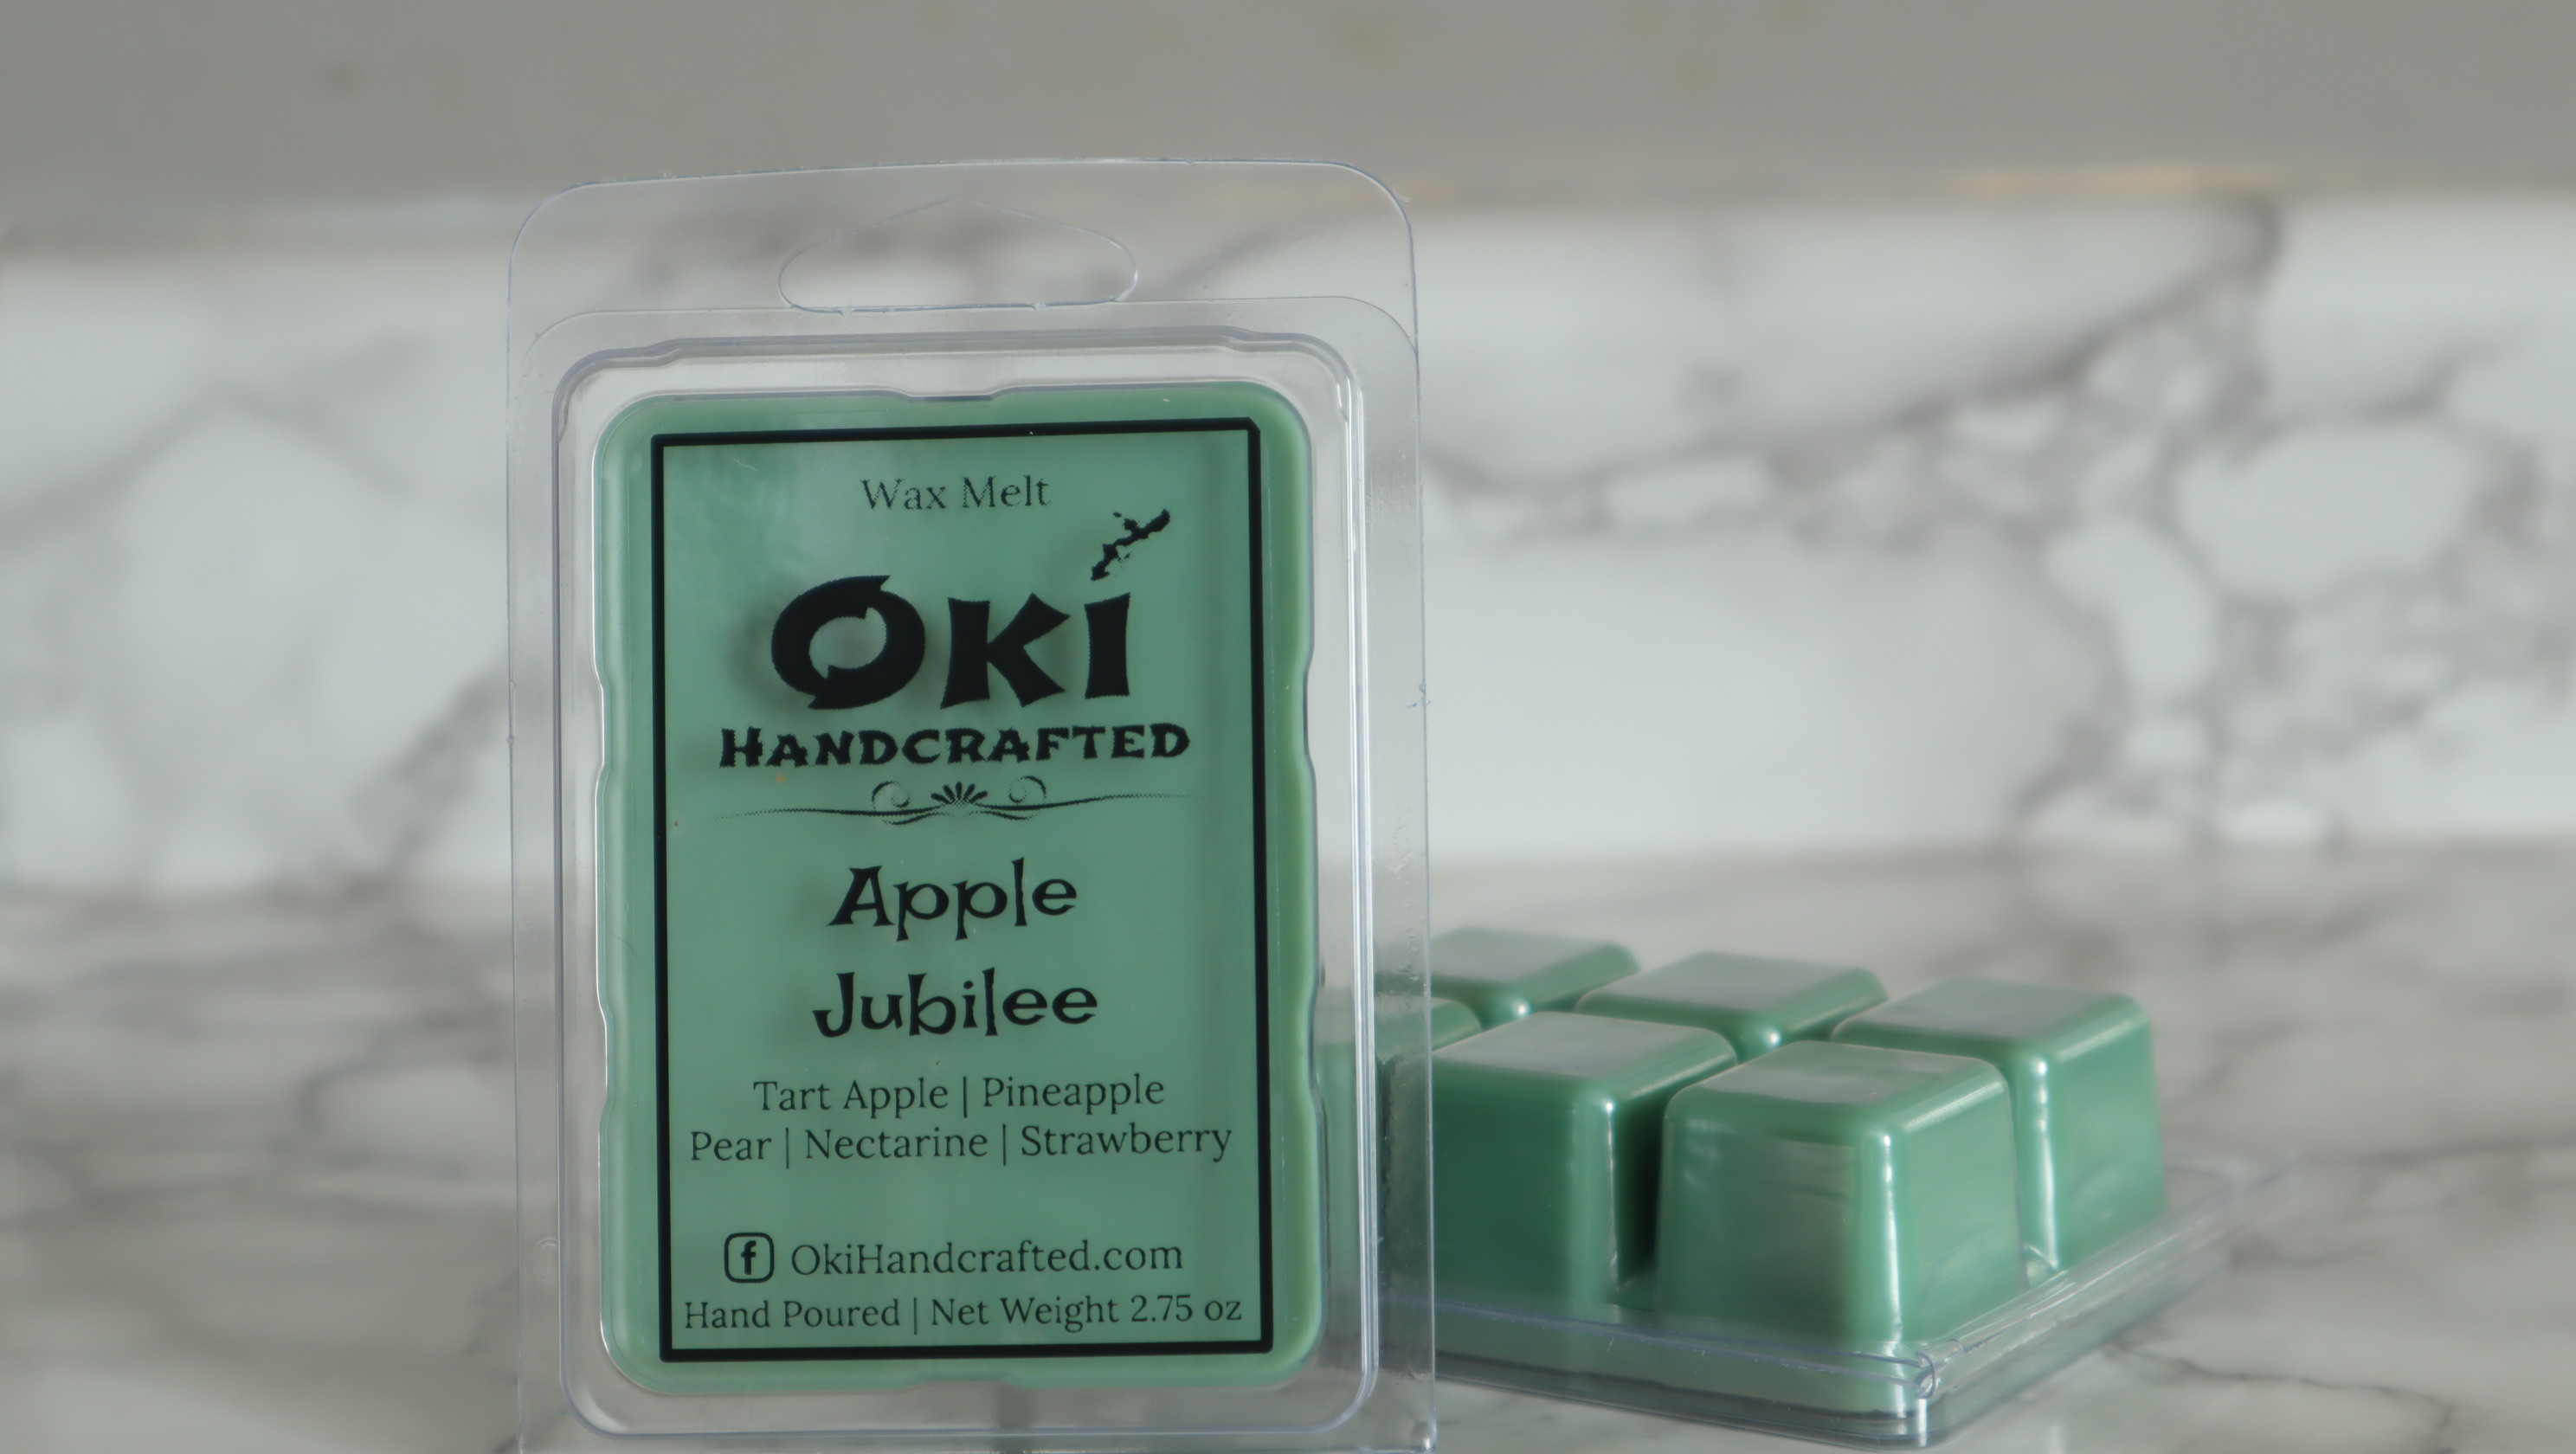 Wax Melt
Oki
Handcrafted
Apple
Jubilee
Tart Apple | Pineapple
Pear | Nectarine | Strawberry
f OkiHandcrafted.com
Hand Poured | Net Weight 2.75 oz